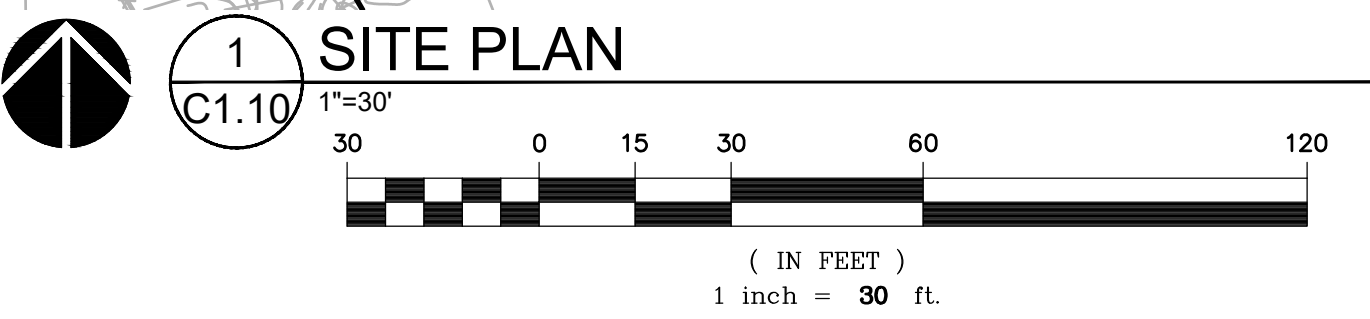 1
SITE PLAN
C1.10
1"=30'
30 0 15 30 60 120
( IN FEET )
1 inch = 30 ft.